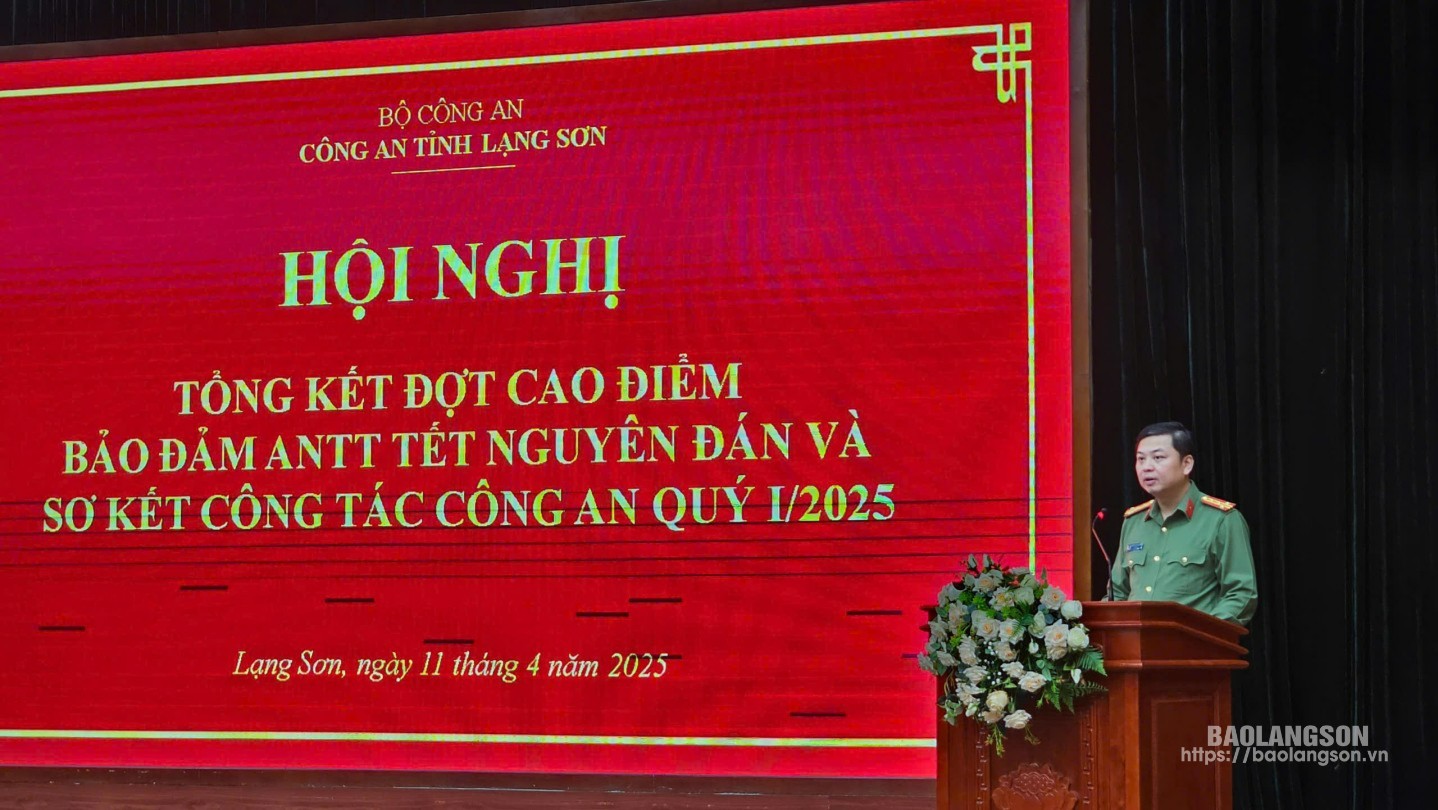 BỘ CÔNG AN
CÔNG AN TỈNH LẠNG SƠN
HỘI NGHỊ
TỔNG KẾT ĐỢT CAO ĐIỂM
BẢO ĐẢM ANTT TẾT NGUYÊN ĐÁN VÀ
SƠ KẾT CÔNG TÁC CÔNG AN QUÝ I/2025
Lạng Sơn, ngày 11 tháng 4 năm 2025
BAOLANGSON
https://baolangson.vn